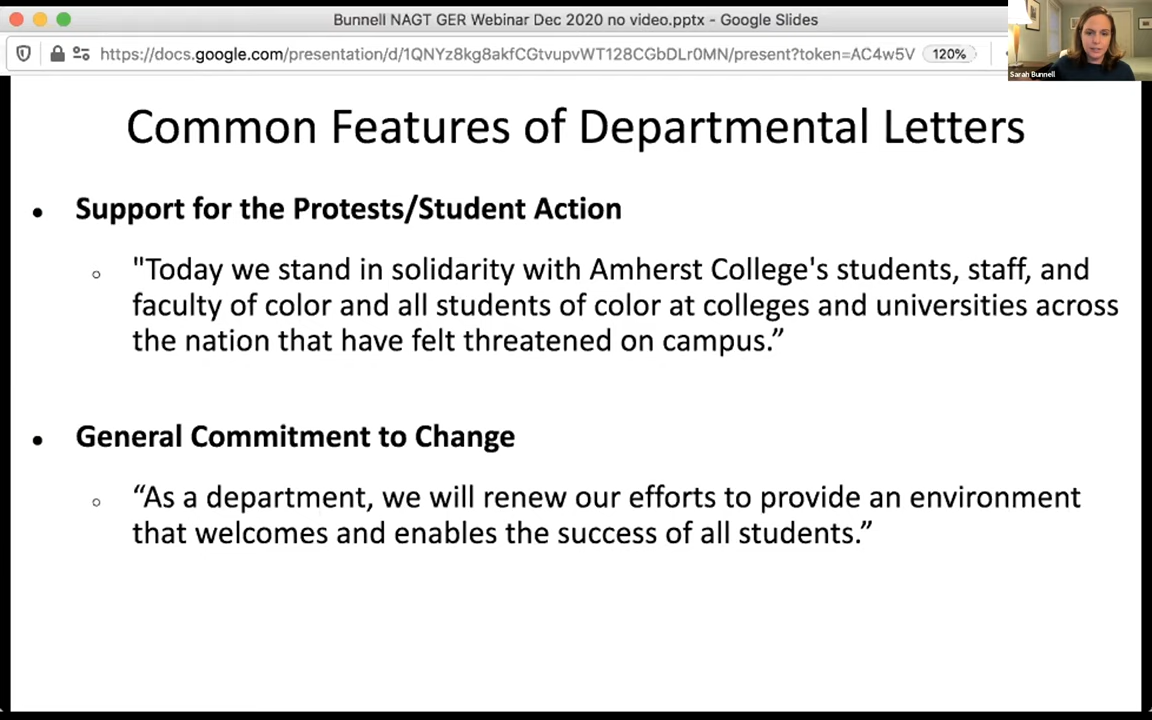 Bunnell NAGT GER Webinar Dec 2020 no video.pptx - Google Slides
https://docs.google.com/presentation/d/1QNYz8kg8akfCGtvupvWT128CGbDLr0MN/present?token=AC4w5V
120%
Sarah Bunnell
Common Features of Departmental Letters
• Support for the Protests/Student Action
○ "Today we stand in solidarity with Amherst College's students, staff, and
faculty of color and all students of color at colleges and universities across
the nation that have felt threatened on campus.”
• General Commitment to Change
○ “As a department, we will renew our efforts to provide an environment
that welcomes and enables the success of all students.”